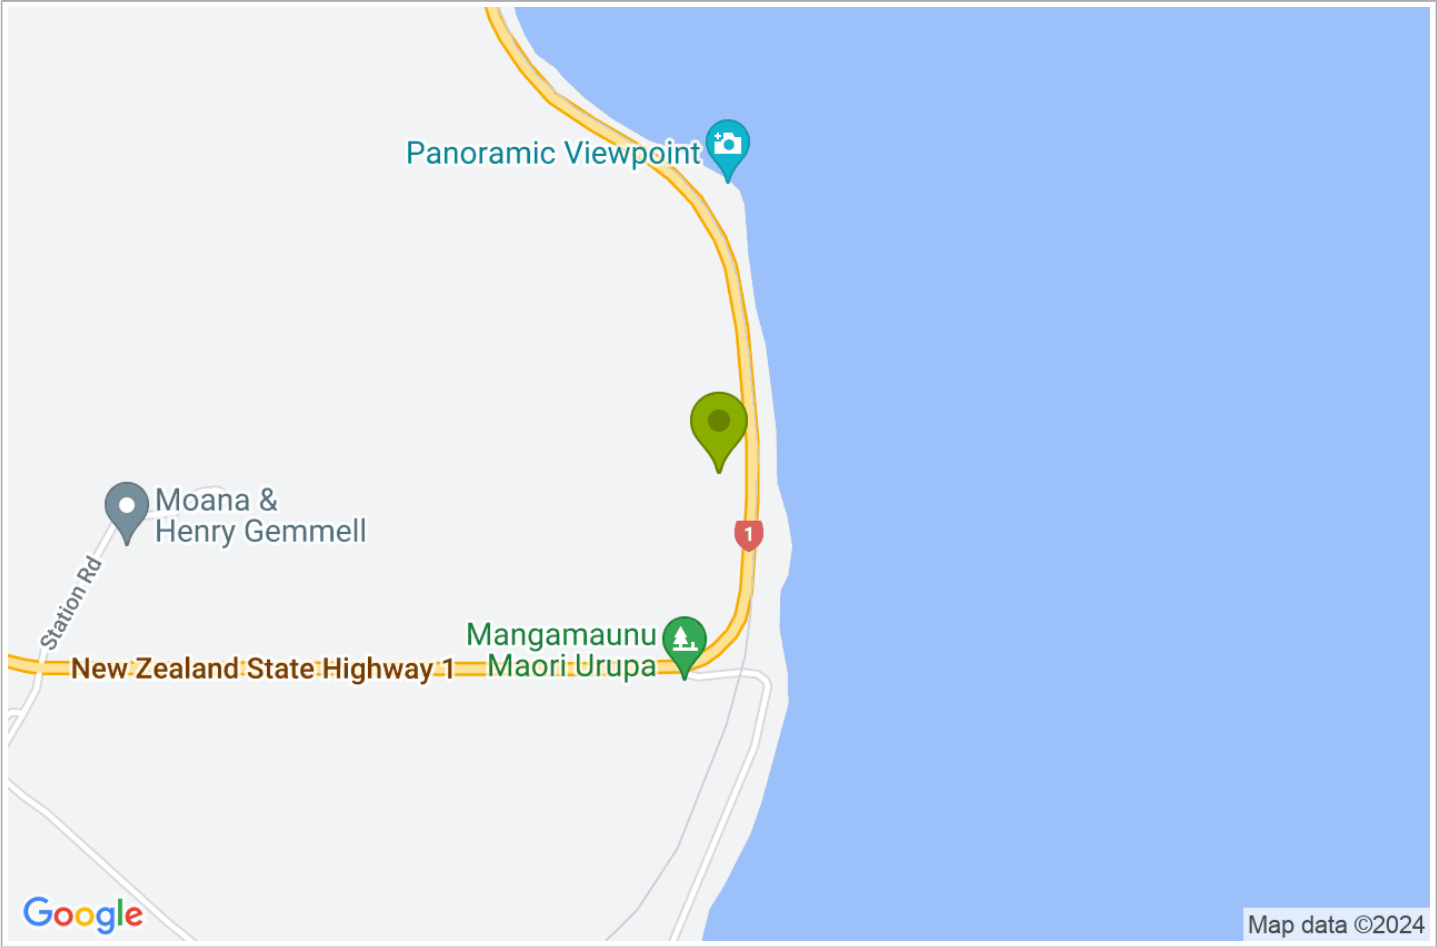 Panoramic Viewpoint
Moana &
Henry Gemmell
1
Station Rd
Mangamaunu
Maori Urupa
New Zealand State Highway 1
Google
Map data ©2024